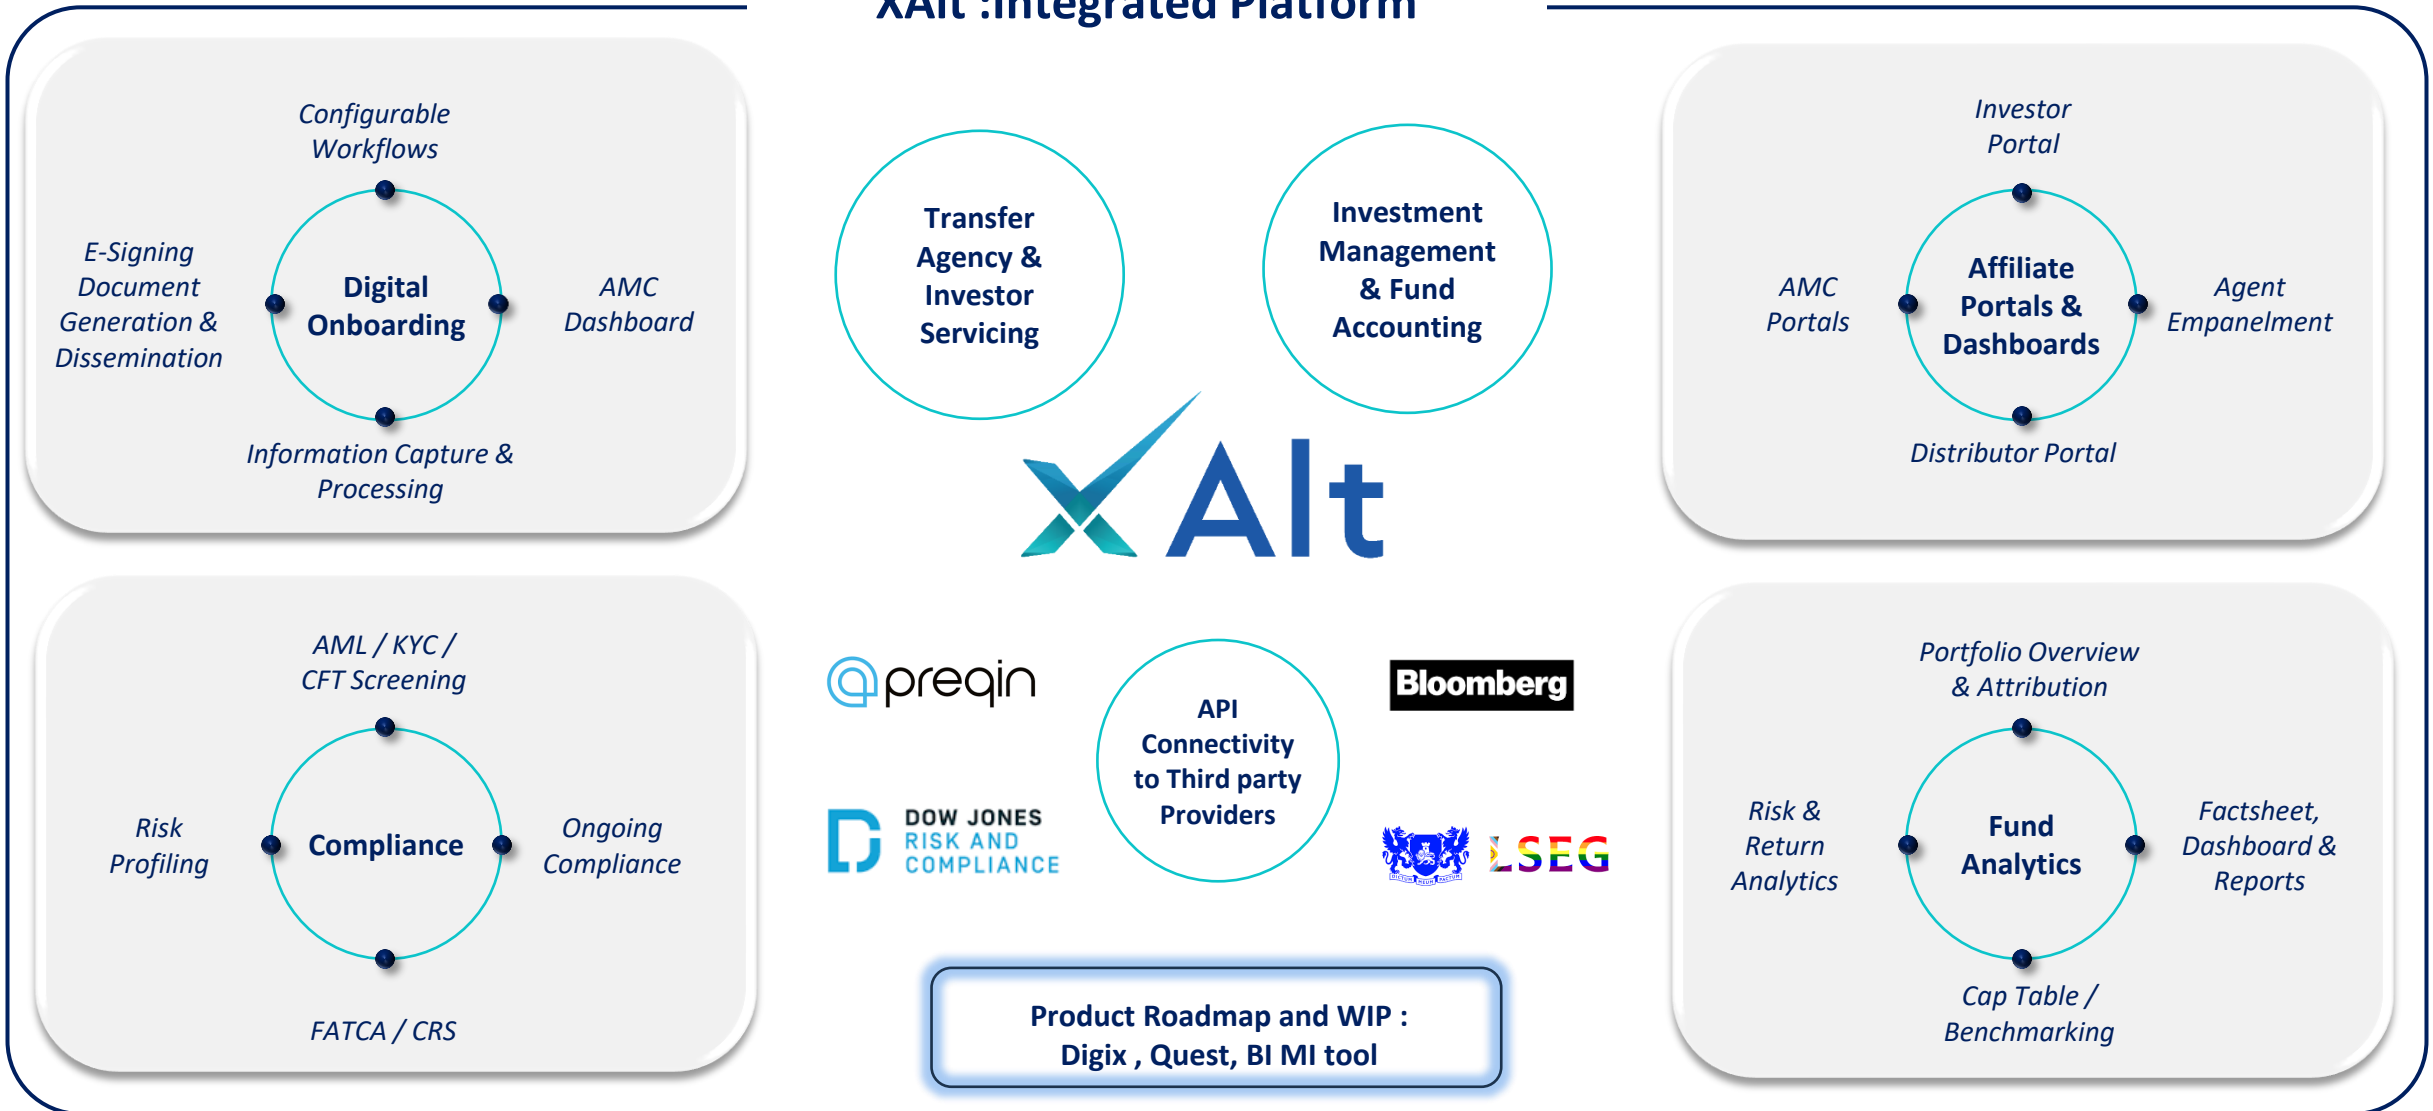 XAlt :Integrated Platform
Configurable
Workflows
E-Signing
Document
Generation &
Dissemination
Digital
Onboarding
AMC
Dashboard
Information Capture &
Processing
Transfer
Agency &
Investor
Servicing
Investment
Management
& Fund
Accounting
Investor
Portal
AMC
Portals
Affiliate
Portals &
Dashboards
Agent
Empanelment
Distributor Portal
XAlt
AML / KYC /
CFT Screening
Risk
Profiling
Compliance
Ongoing
Compliance
FATCA / CRS
preqin
API
Connectivity
to Third party
Providers
Bloomberg
DOW JONES
RISK AND
COMPLIANCE
DICTUM MEUM PACTUM
LSEG
Portfolio Overview
& Attribution
Risk &
Return
Analytics
Fund
Analytics
Factsheet,
Dashboard &
Reports
Cap Table /
Benchmarking
Product Roadmap and WIP :
Digix , Quest, BI MI tool